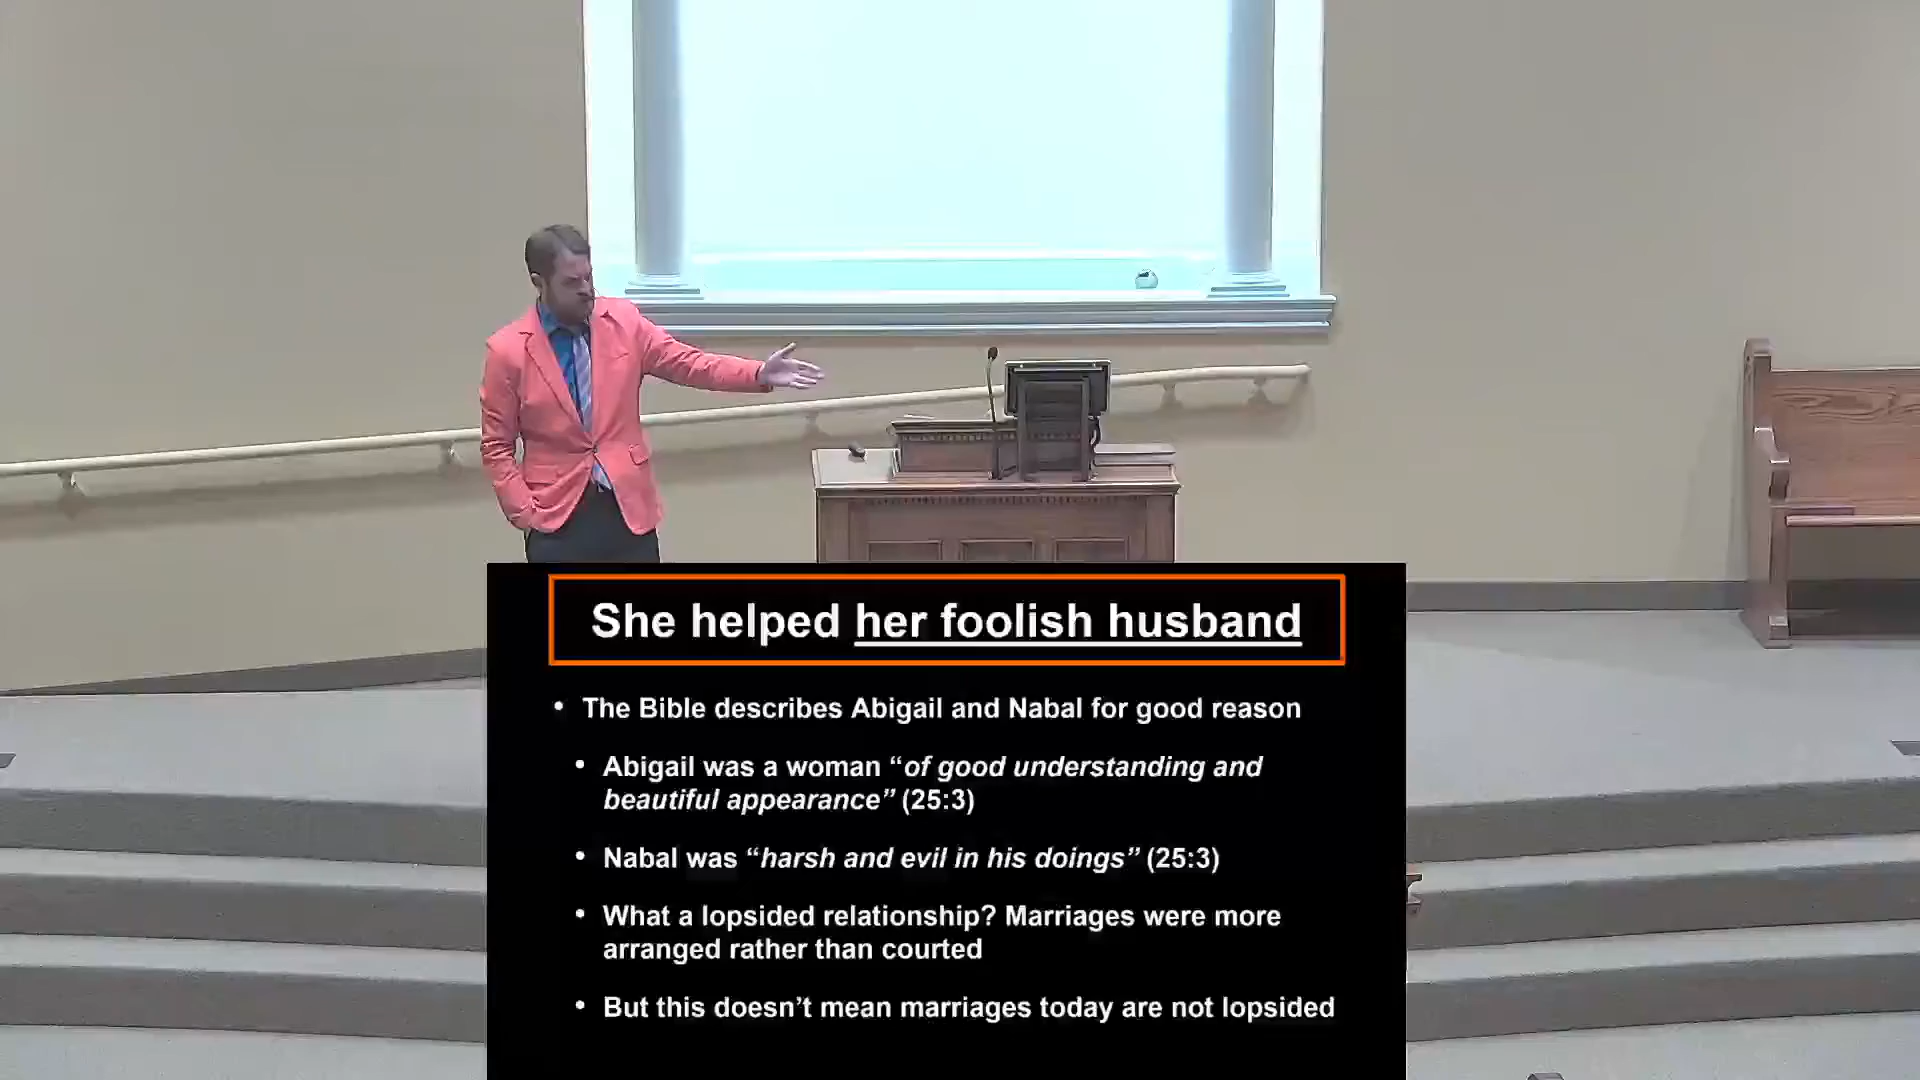 She helped her foolish husband
• The Bible describes Abigail and Nabal for good reason
• Abigail was a woman “of good understanding and
beautiful appearance” (25:3)
• Nabal was “harsh and evil in his doings” (25:3)
• What a lopsided relationship? Marriages were more
arranged rather than courted
• But this doesn’t mean marriages today are not lopsided